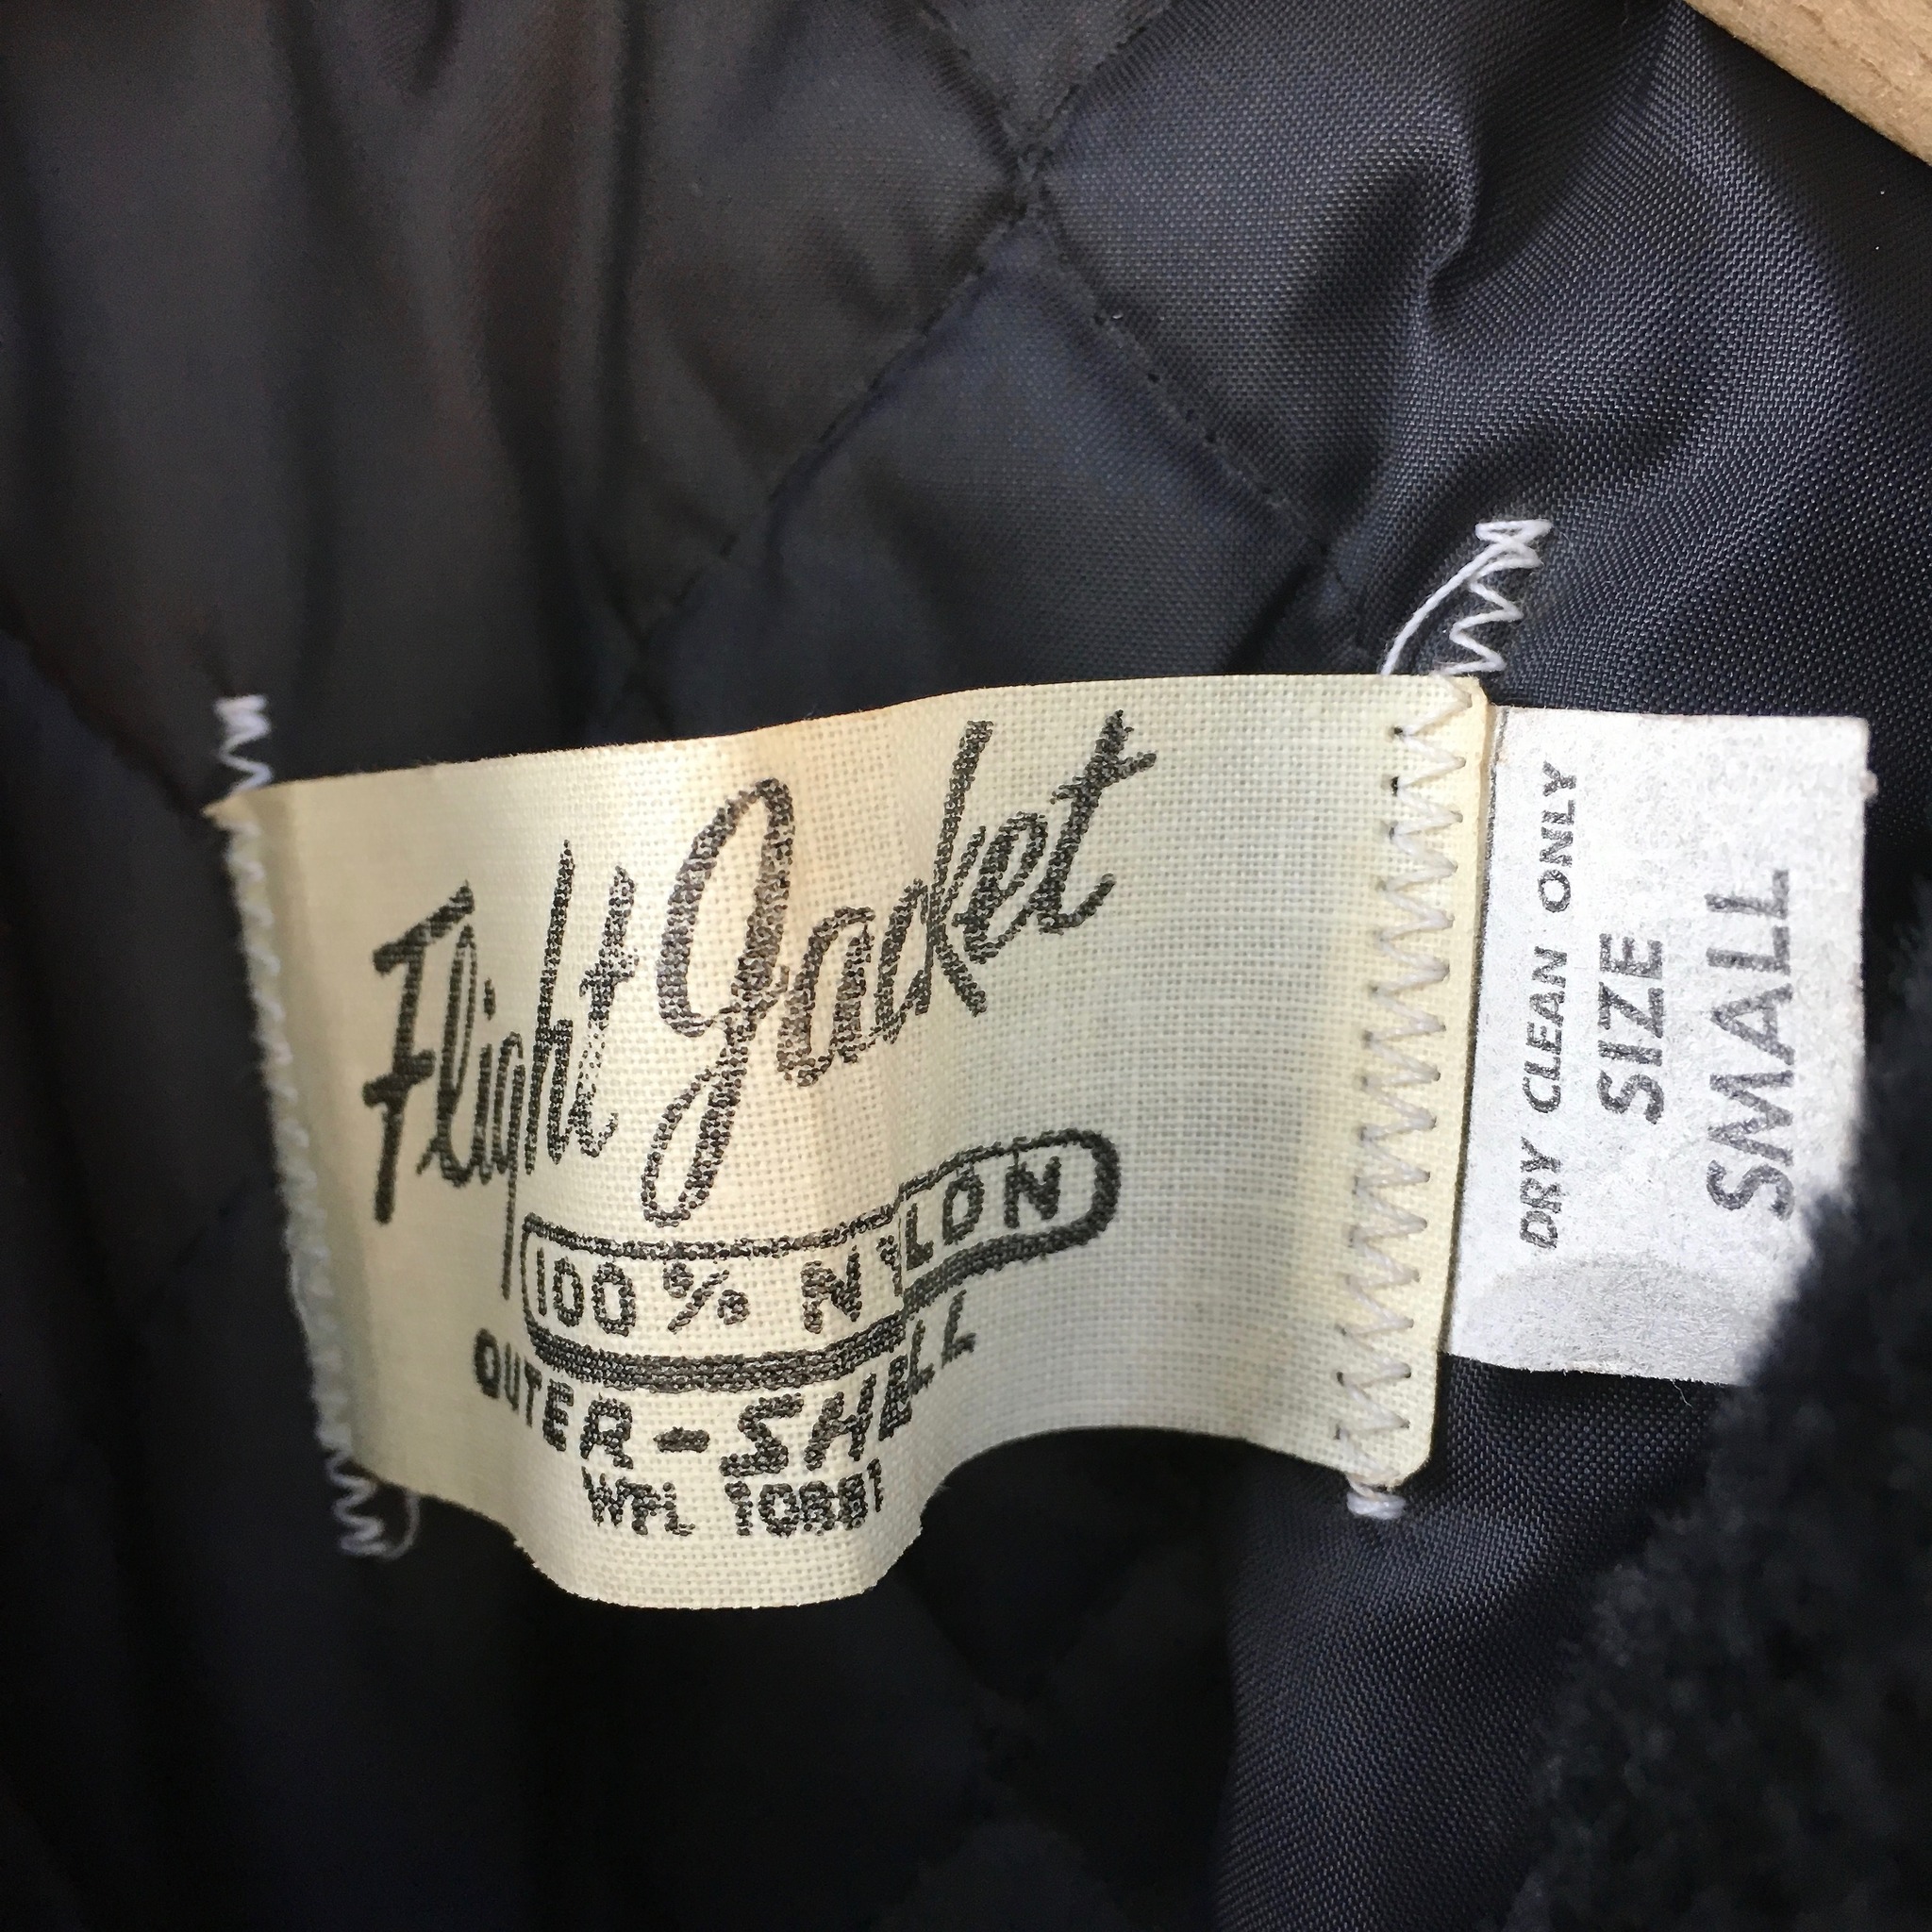 Flight Jacket
100% NYLON
OUTER-SHELL
WPL 10881
DRY CLEAN ONLY
SIZE
SMALL